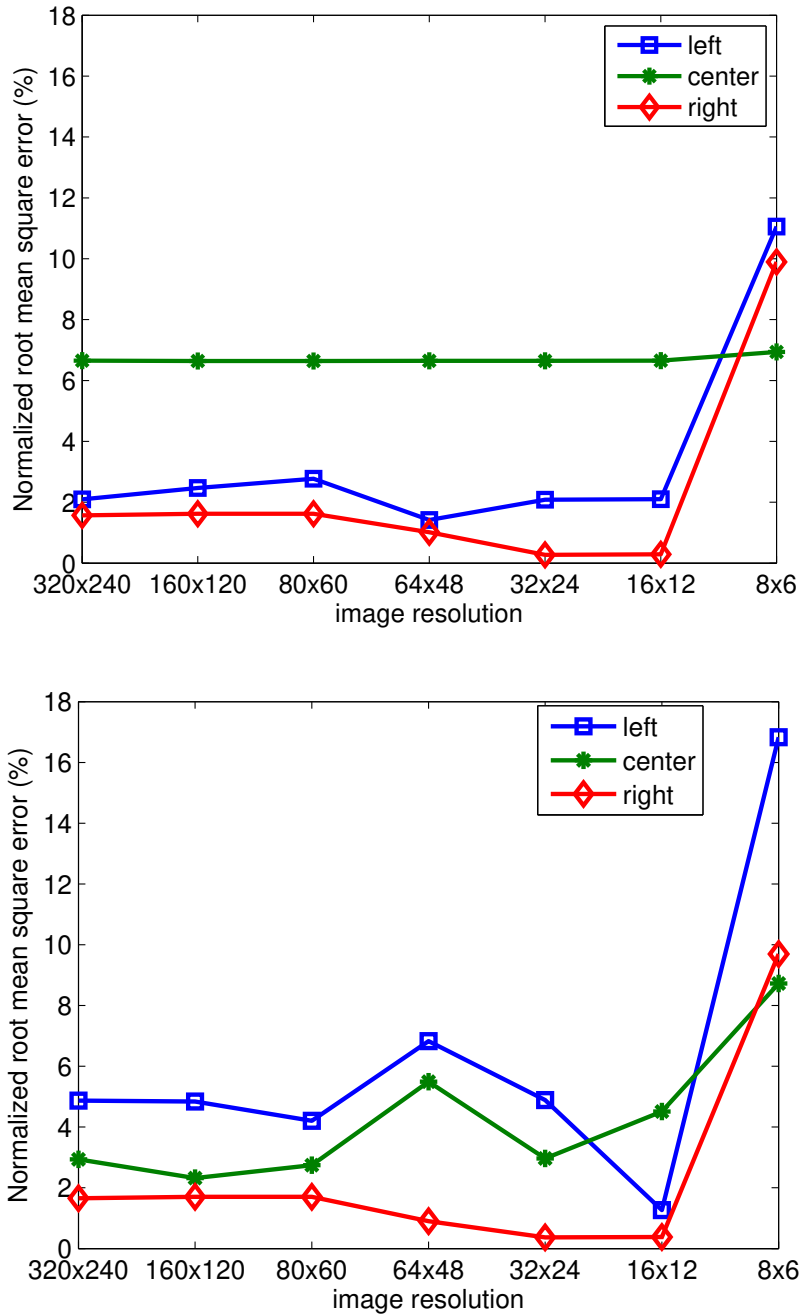 18
16
14
12
10
8
6
4
2
0
Normalized root mean square error (%)
left
center
right
320x240 160x120 80x60 64x48 32x24 16x12 8x6
image resolution
18
16
14
12
10
8
6
4
2
0
Normalized root mean square error (%)
left
center
right
320x240 160x120 80x60 64x48 32x24 16x12 8x6
image resolution